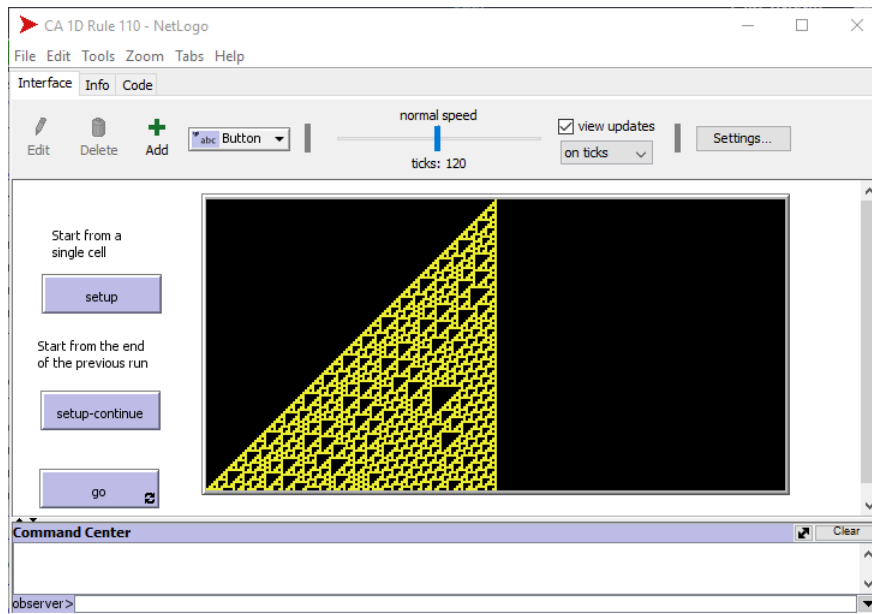 CA 1D Rule 110 - NetLogo
File Edit Tools Zoom Tabs Help
Interface Info Code
normal speed
view updates
Edit Delete Add abc Button on ticks Settings...
ticks: 120
Start from a
single cell
setup
Start from the end
of the previous run
setup-continue
go
Command Center Clear
observer>